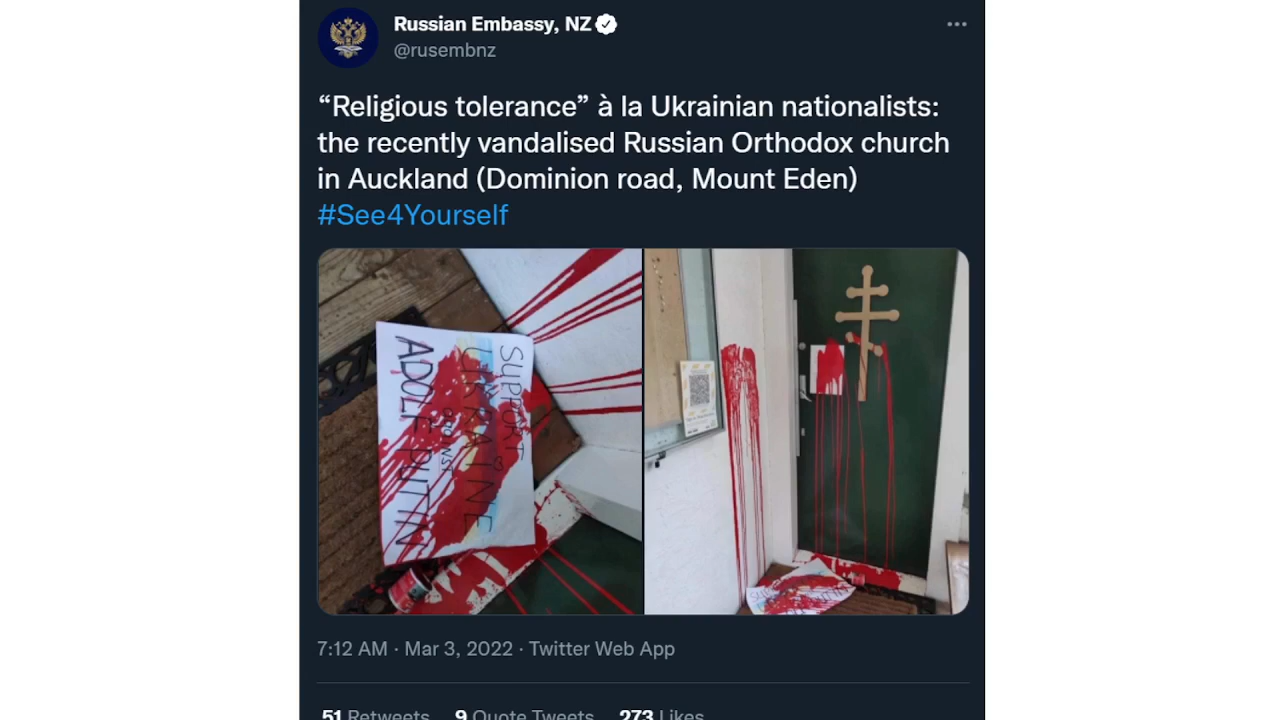 Russian Embassy, NZ
@rusembnz
“Religious tolerance” à la Ukrainian nationalists:
the recently vandalised Russian Orthodox church
in Auckland (Dominion road, Mount Eden)
#See4Yourself
SUPPORT
UKRAINE
AGAINST
ADOLF PUTIN
7:12 AM · Mar 3, 2022 · Twitter Web App
51 Retweets 9 Quote Tweets 273 Likes